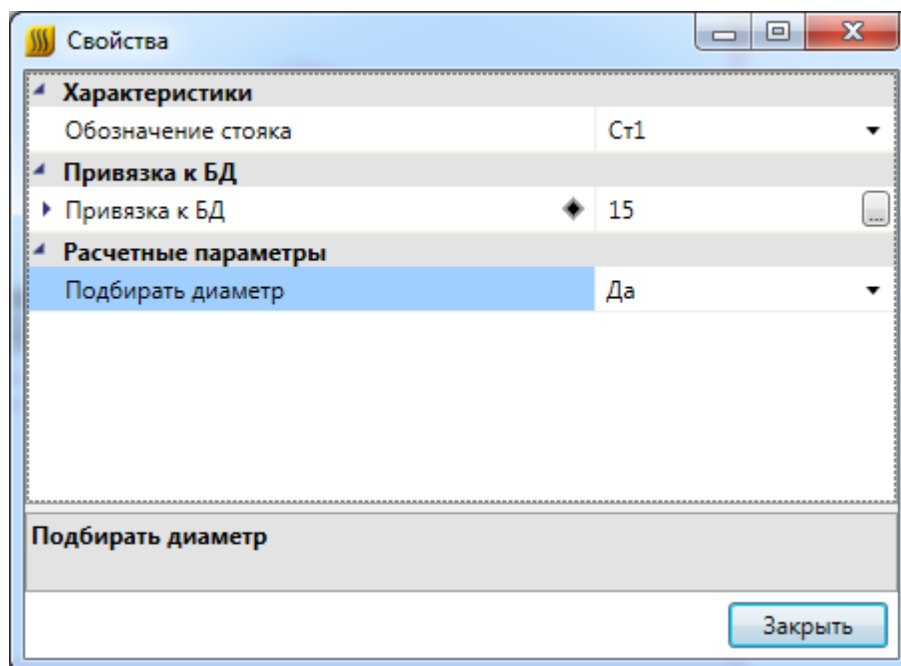 Свойства
Характеристики
Обозначение стояка Ст1
Привязка к БД
Привязка к БД 15 ...
Расчетные параметры
Подбирать диаметр Да
Подбирать диаметр
Закрыть